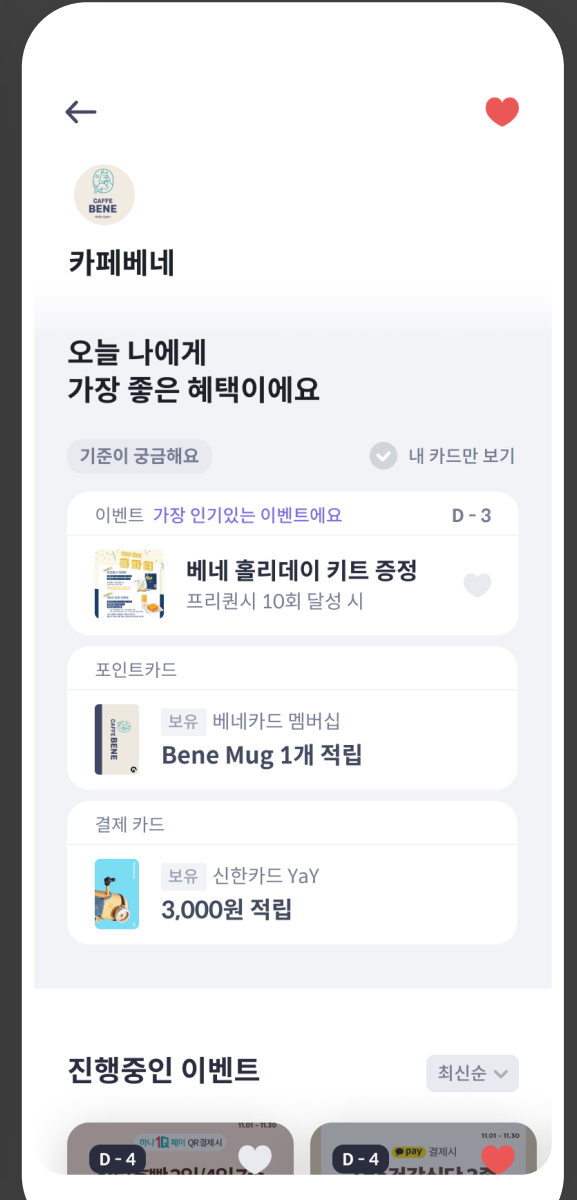 CAFFE
BENE
카페베네
오늘 나에게
가장 좋은 혜택이에요
기준이 궁금해요
내 카드만 보기
이벤트 가장 인기있는 이벤트에요 D - 3
베네 홀리데이 키트 증정
프리퀀시 10회 달성 시
포인트카드
CAFFE BENE
보유 베네카드 멤버십
Bene Mug 1개 적립
결제 카드
보유 신한카드 YaY
3,000원 적립
진행중인 이벤트
최신순
11.01 - 11.30
하나1Q페이 QR결제시
D - 4
11.01 - 11.30
pay 결제시
D - 4